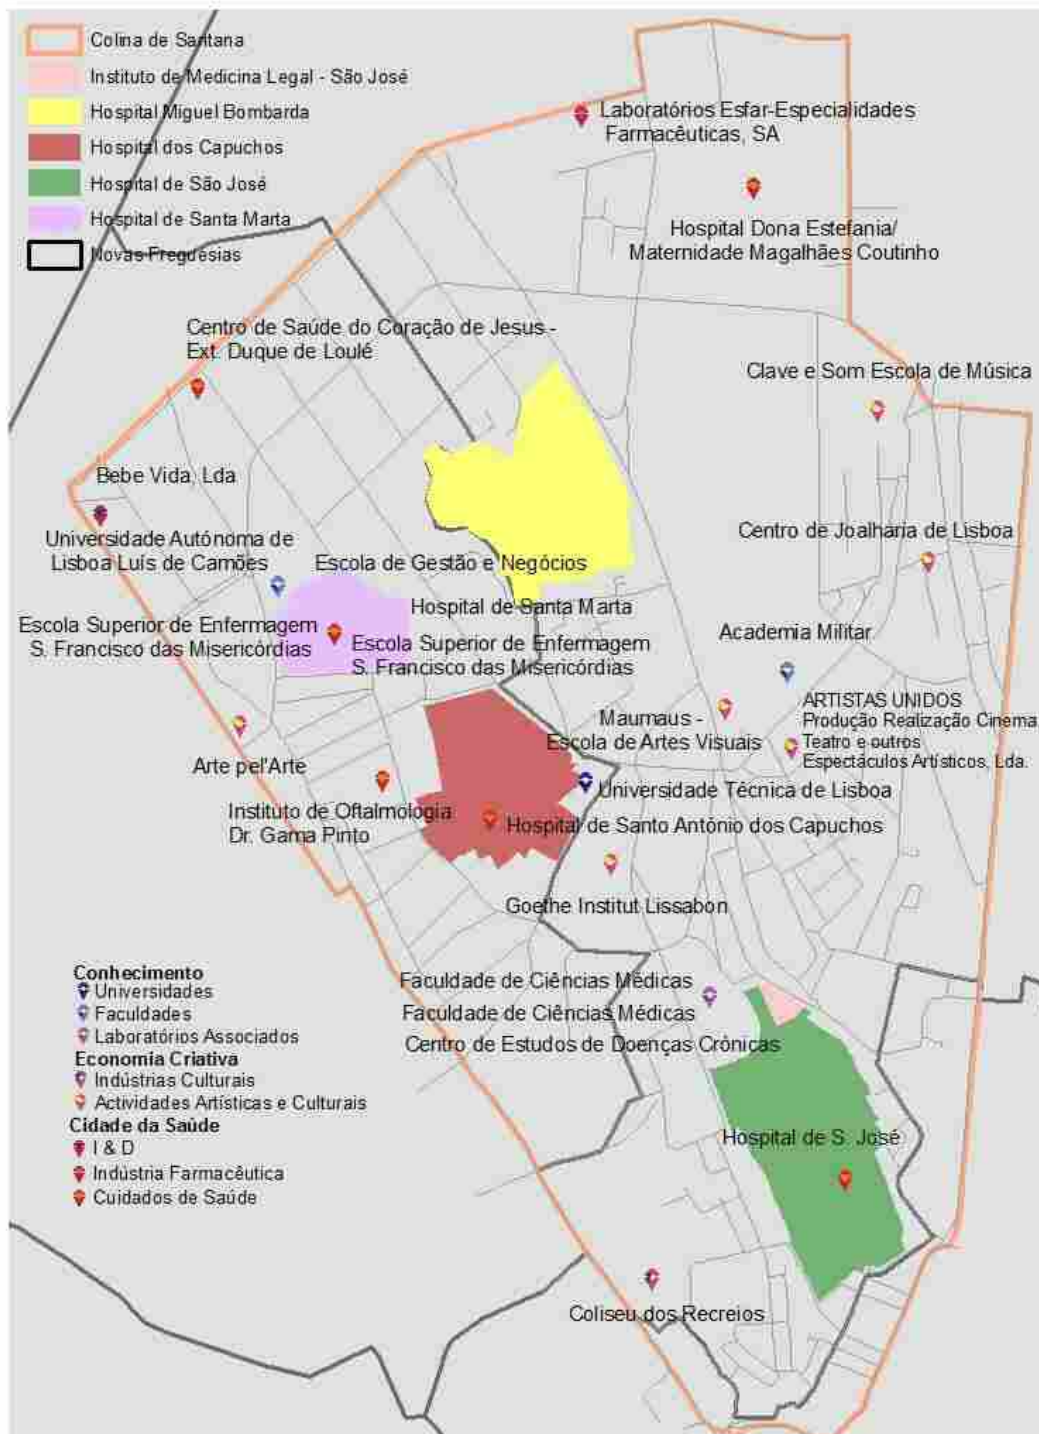 Colina de Santana
Instituto de Medicina Legal - São José
Hospital Miguel Bombarda
Hospital dos Capuchos
Hospital de São José
Hospital de Santa Marta
Novas Freguesias
Laboratórios Esfar-Especialidades
Farmacêuticas, SA
Hospital Dona Estefania/
Maternidade Magalhães Coutinho
Centro de Saúde do Coração de Jesus -
Ext. Duque de Loulé
Clave e Som Escola de Música
Bebe Vida, Lda
Universidade Autónoma de
Lisboa Luís de Camões
Escola de Gestão e Negócios
Centro de Joalharia de Lisboa
Hospital de Santa Marta
Escola Superior de Enfermagem
S. Francisco das Misericórdias
Escola Superior de Enfermagem
S. Francisco das Misericórdias
Academia Militar
ARTISTAS UNIDOS
Produção Realização Cinema
Teatro e outros
Espectáculos Artísticos, Lda.
Maumaus -
Escola de Artes Visuais
Arte pel'Arte
Universidade Técnica de Lisboa
Instituto de Oftalmologia
Dr. Gama Pinto
Hospital de Santo António dos Capuchos
Goethe Institut Lissabon
Faculdade de Ciências Médicas
Faculdade de Ciências Médicas
Centro de Estudos de Doenças Crónicas
Conhecimento
Universidades
Faculdades
Laboratórios Associados
Economia Criativa
Indústrias Culturais
Actividades Artísticas e Culturais
Cidade da Saúde
I & D
Indústria Farmacêutica
Cuidados de Saúde
Hospital de S. José
Coliseu dos Recreios